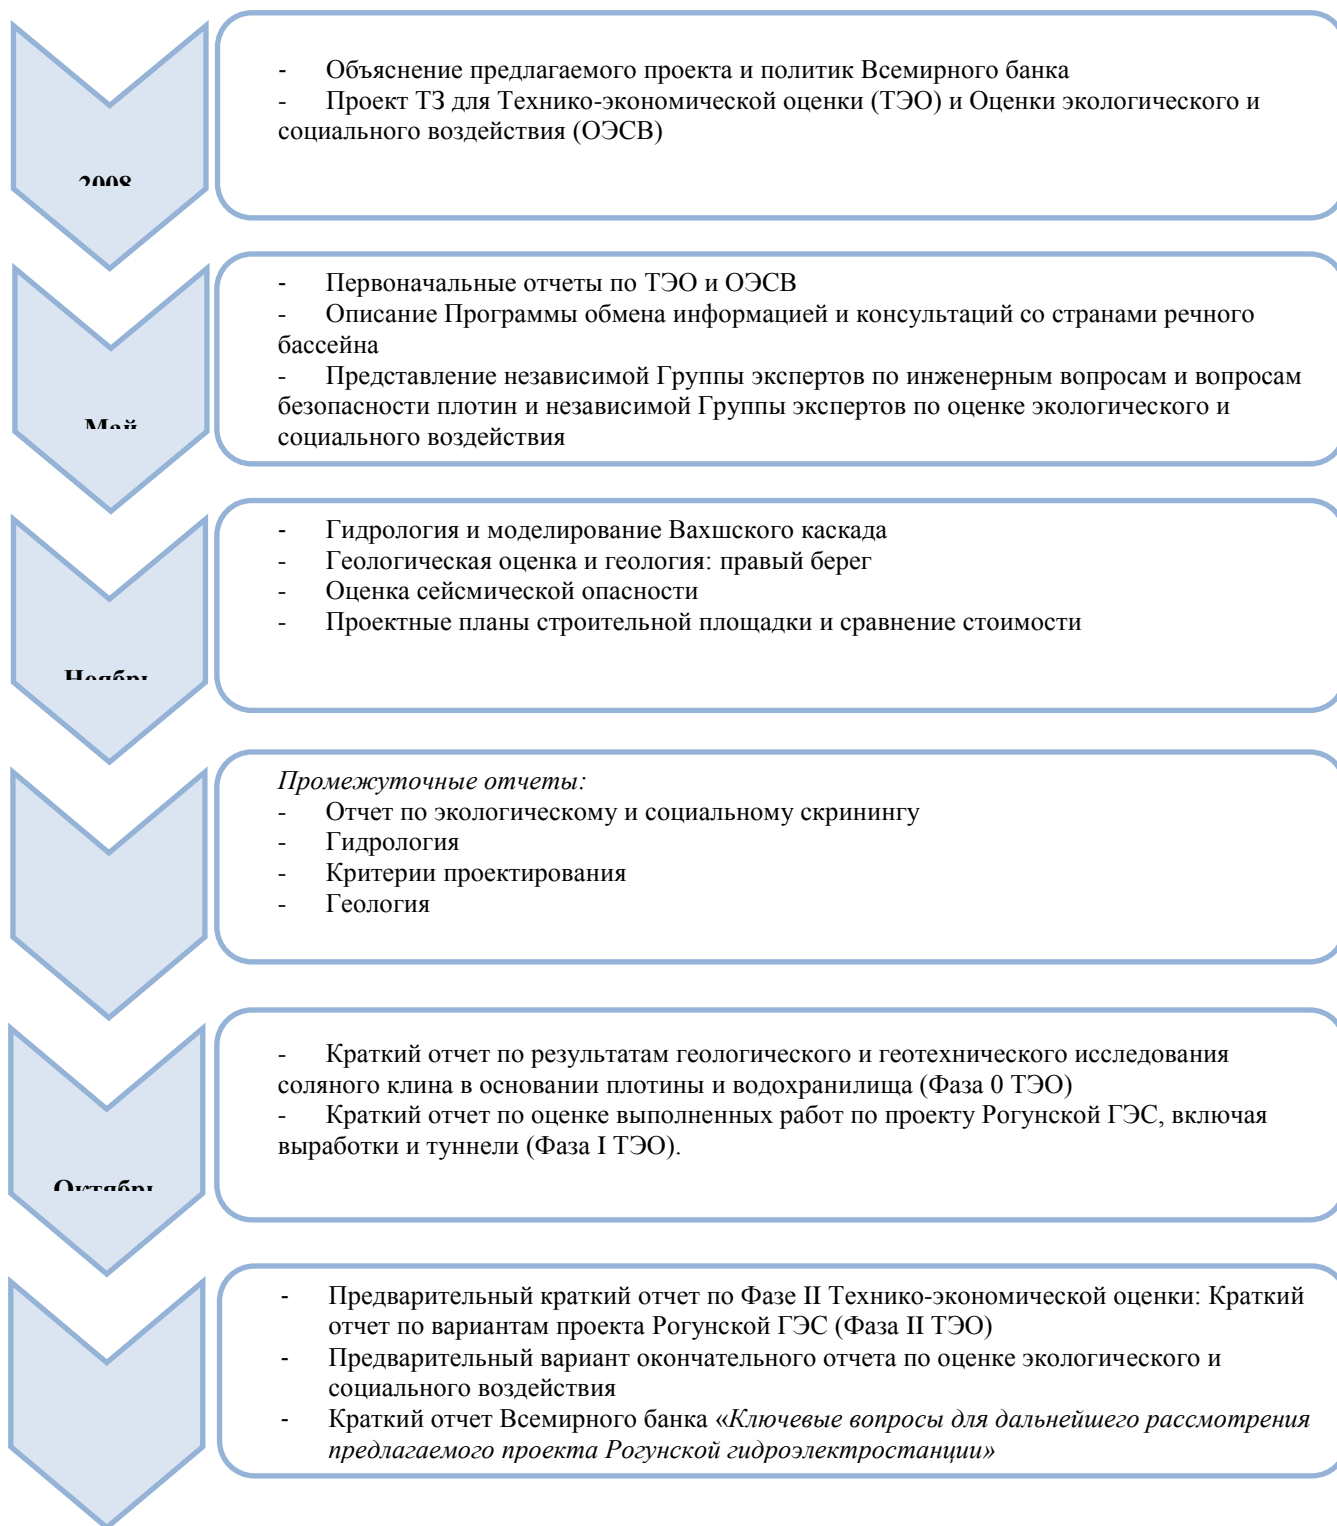 - Объяснение предлагаемого проекта и политик Всемирного банка
- Проект ТЗ для Технико-экономической оценки (ТЭО) и Оценки экологического и
социального воздействия (ОЭСВ)
2008
- Первоначальные отчеты по ТЭО и ОЭСВ
- Описание Программы обмена информацией и консультаций со странами речного
бассейна
- Представление независимой Группы экспертов по инженерным вопросам и вопросам
безопасности плотин и независимой Группы экспертов по оценке экологического и
социального воздействия
Май
- Гидрология и моделирование Вахшского каскада
- Геологическая оценка и геология: правый берег
- Оценка сейсмической опасности
- Проектные планы строительной площадки и сравнение стоимости
Ноябрь
Промежуточные отчеты:
- Отчет по экологическому и социальному скринингу
- Гидрология
- Критерии проектирования
- Геология
- Краткий отчет по результатам геологического и геотехнического исследования
соляного клина в основании плотины и водохранилища (Фаза 0 ТЭО)
- Краткий отчет по оценке выполненных работ по проекту Рогунской ГЭС, включая
выработки и туннели (Фаза I ТЭО).
Октябрь
- Предварительный краткий отчет по Фазе II Технико-экономической оценки: Краткий
отчет по вариантам проекта Рогунской ГЭС (Фаза II ТЭО)
- Предварительный вариант окончательного отчета по оценке экологического и
социального воздействия
- Краткий отчет Всемирного банка «Ключевые вопросы для дальнейшего рассмотрения
предлагаемого проекта Рогунской гидроэлектростанции»